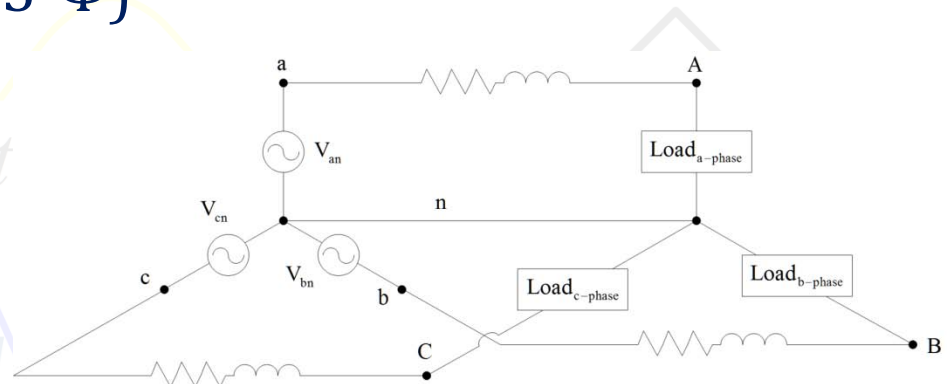 a
A
V_an
Load_a-phase
V_cn
n
c
V_bn
b
Load_c-phase
Load_b-phase
C
B